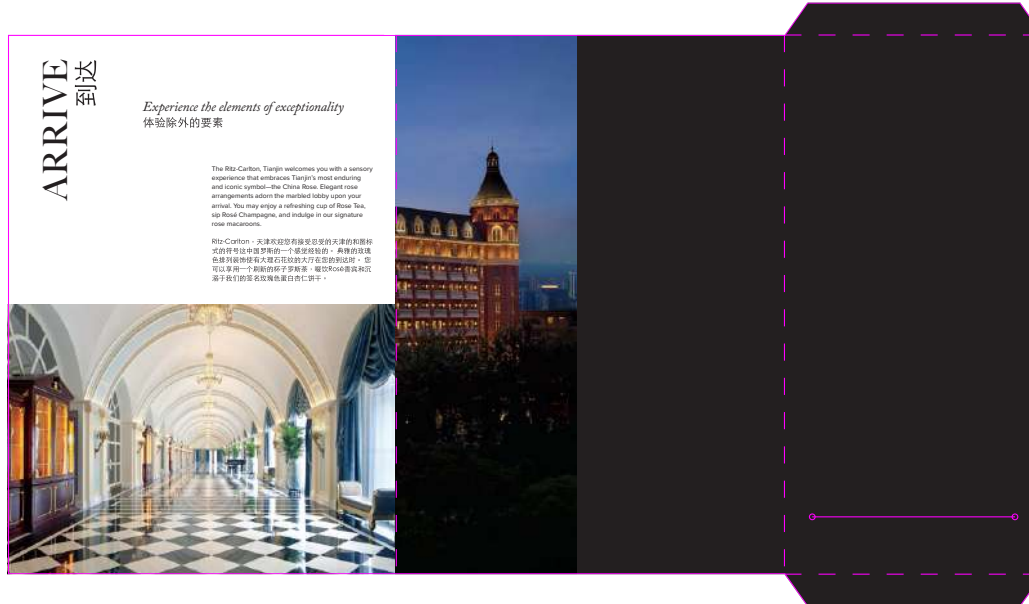 ARRIVE
到达
Experience the elements of exceptionality
体验除外的要素
The Ritz-Carlton, Tianjin welcomes you with a sensory
experience that embraces Tianjin's most enduring
and iconic symbol—the China Rose. Elegant rose
arrangements adorn the marbled lobby upon your
arrival. You may enjoy a refreshing cup of Rose Tea,
sip Rosé Champagne, and indulge in our signature
rose macaroons.
Ritz-Carlton，天津欢迎您有接受忍受的天津的和图标
式的符号这中国罗斯的一个感觉经验的。典雅的玫瑰
色排列装饰使有大理石花纹的大厅在您的到达时。您
可以享用一个刷新的杯子罗斯茶，啜饮Rosé香宾和沉
溺于我们的签名玫瑰色蛋白杏仁饼干。